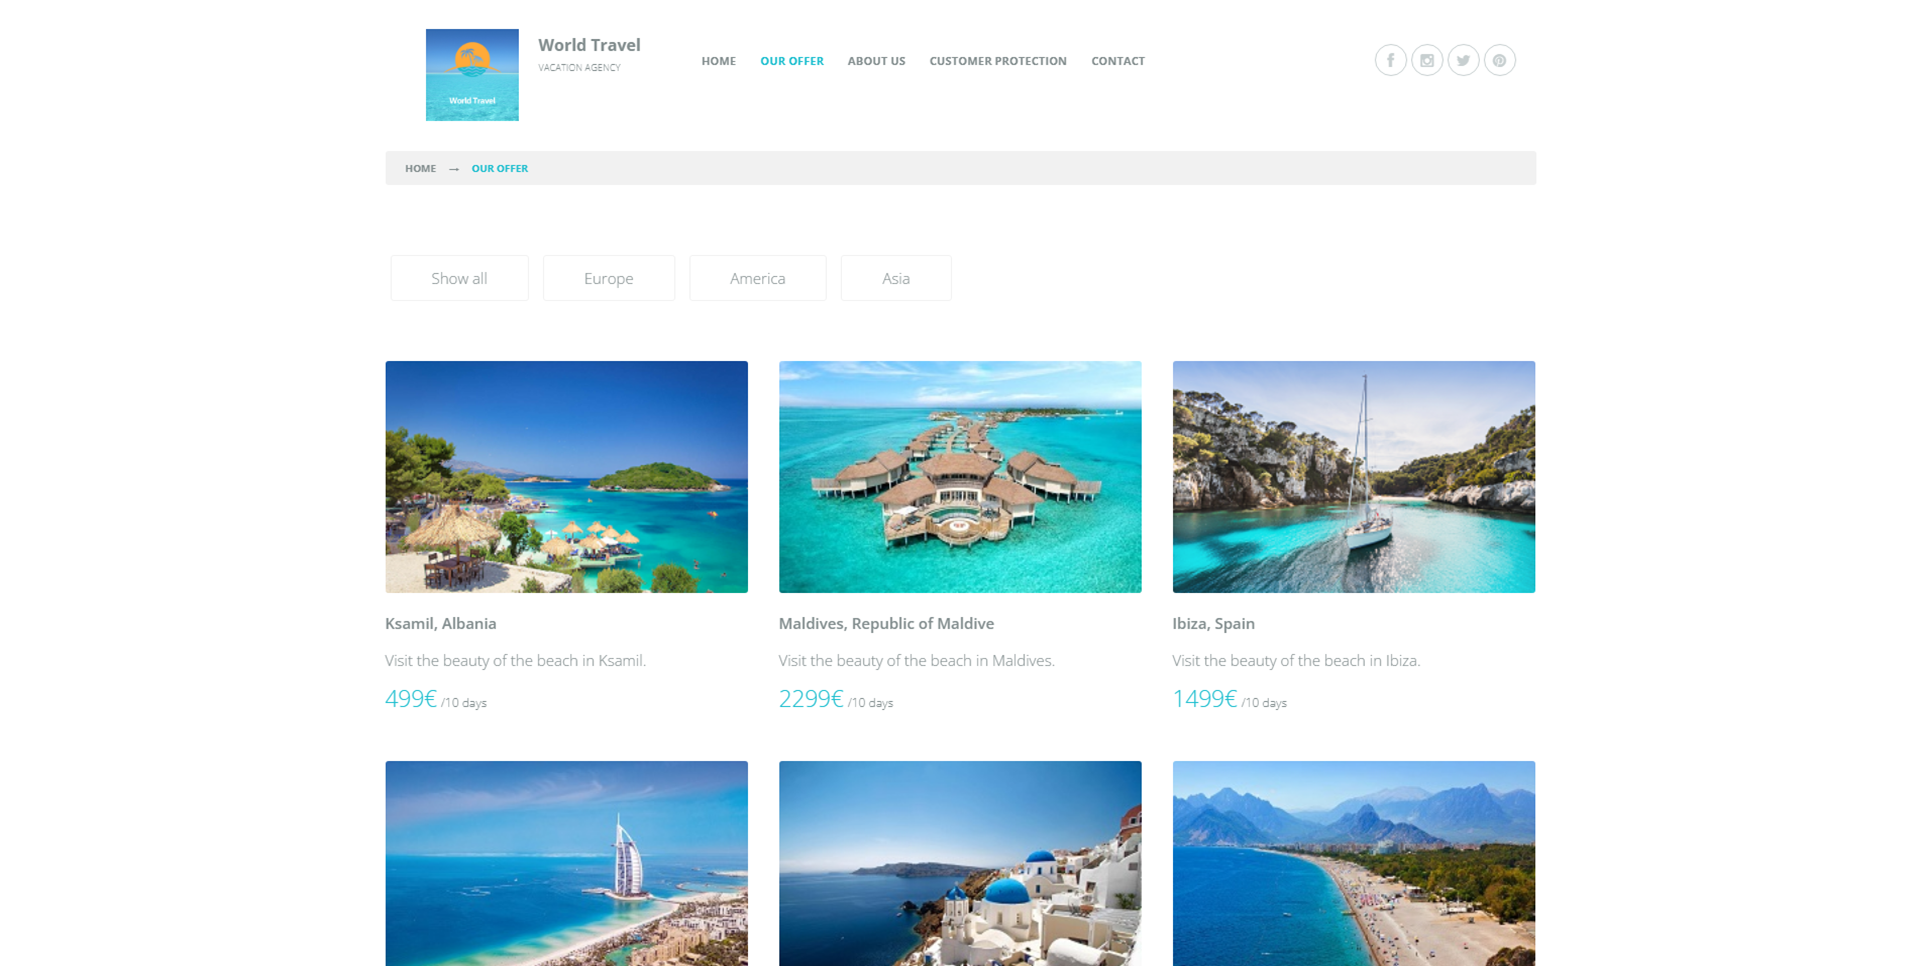 World Travel
VACATION AGENCY
World Travel
HOME OUR OFFER ABOUT US CUSTOMER PROTECTION CONTACT
HOME → OUR OFFER
Show all Europe America Asia
Ksamil, Albania
Visit the beauty of the beach in Ksamil.
499€ /10 days
Maldives, Republic of Maldive
Visit the beauty of the beach in Maldives.
2299€ /10 days
Ibiza, Spain
Visit the beauty of the beach in Ibiza.
1499€ /10 days